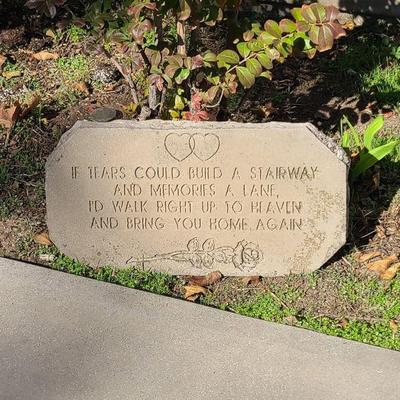 IF TEARS COULD BUILD A STAIRWAY
AND MEMORIES A LANE,
I'D WALK RIGHT UP TO HEAVEN
AND BRING YOU HOME AGAIN